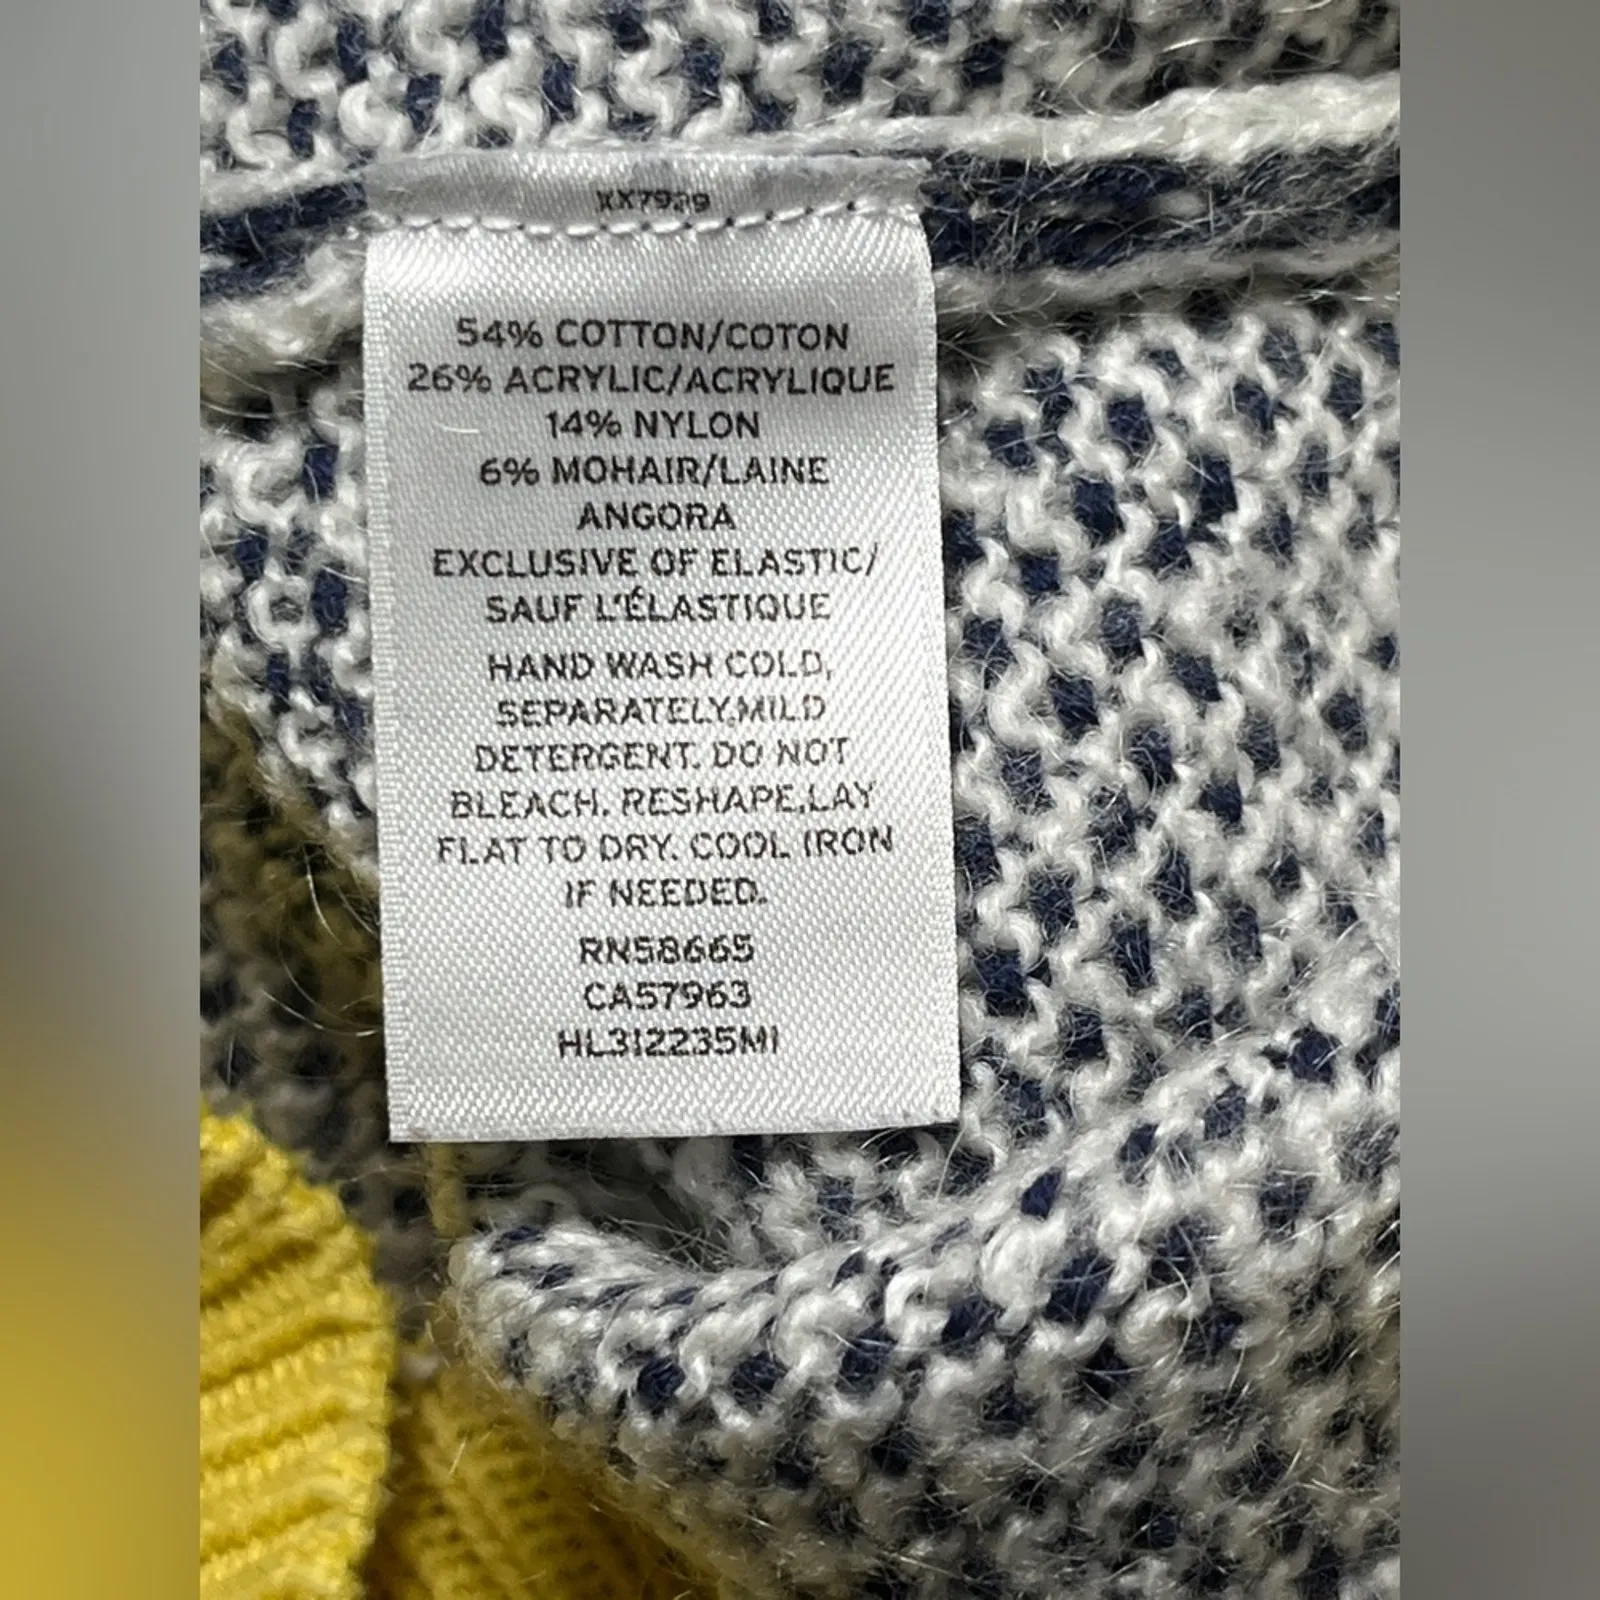 54% COTTON/COTON
26% ACRYLIC/ACRYLIQUE
14% NYLON
6% MOHAIR/LAINE
ANGORA
EXCLUSIVE OF ELASTIC/
SAUF L'ÉLASTIQUE
HAND WASH COLD,
SEPARATELY,MILD
DETERGENT. DO NOT
BLEACH. RESHAPE,LAY
FLAT TO DRY. COOL IRON
IF NEEDED.
RN58665
CA57963
HL312235MI